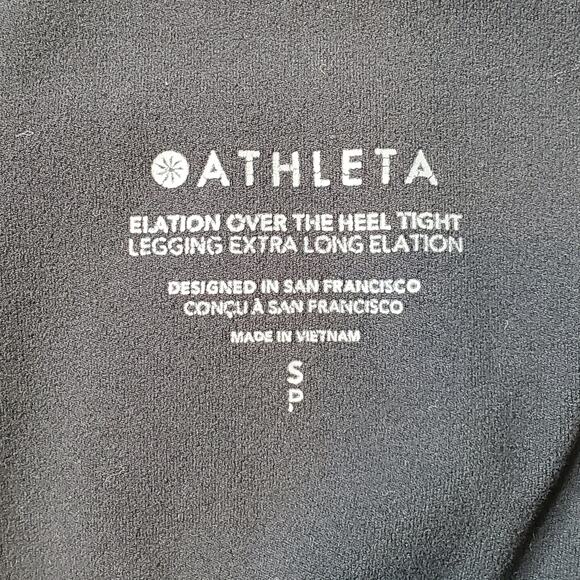 ATHLETA
ELATION OVER THE HEEL TIGHT
LEGGING EXTRA LONG ELATION
DESIGNED IN SAN FRANCISCO
CONÇU À SAN FRANCISCO
MADE IN VIETNAM
S
P